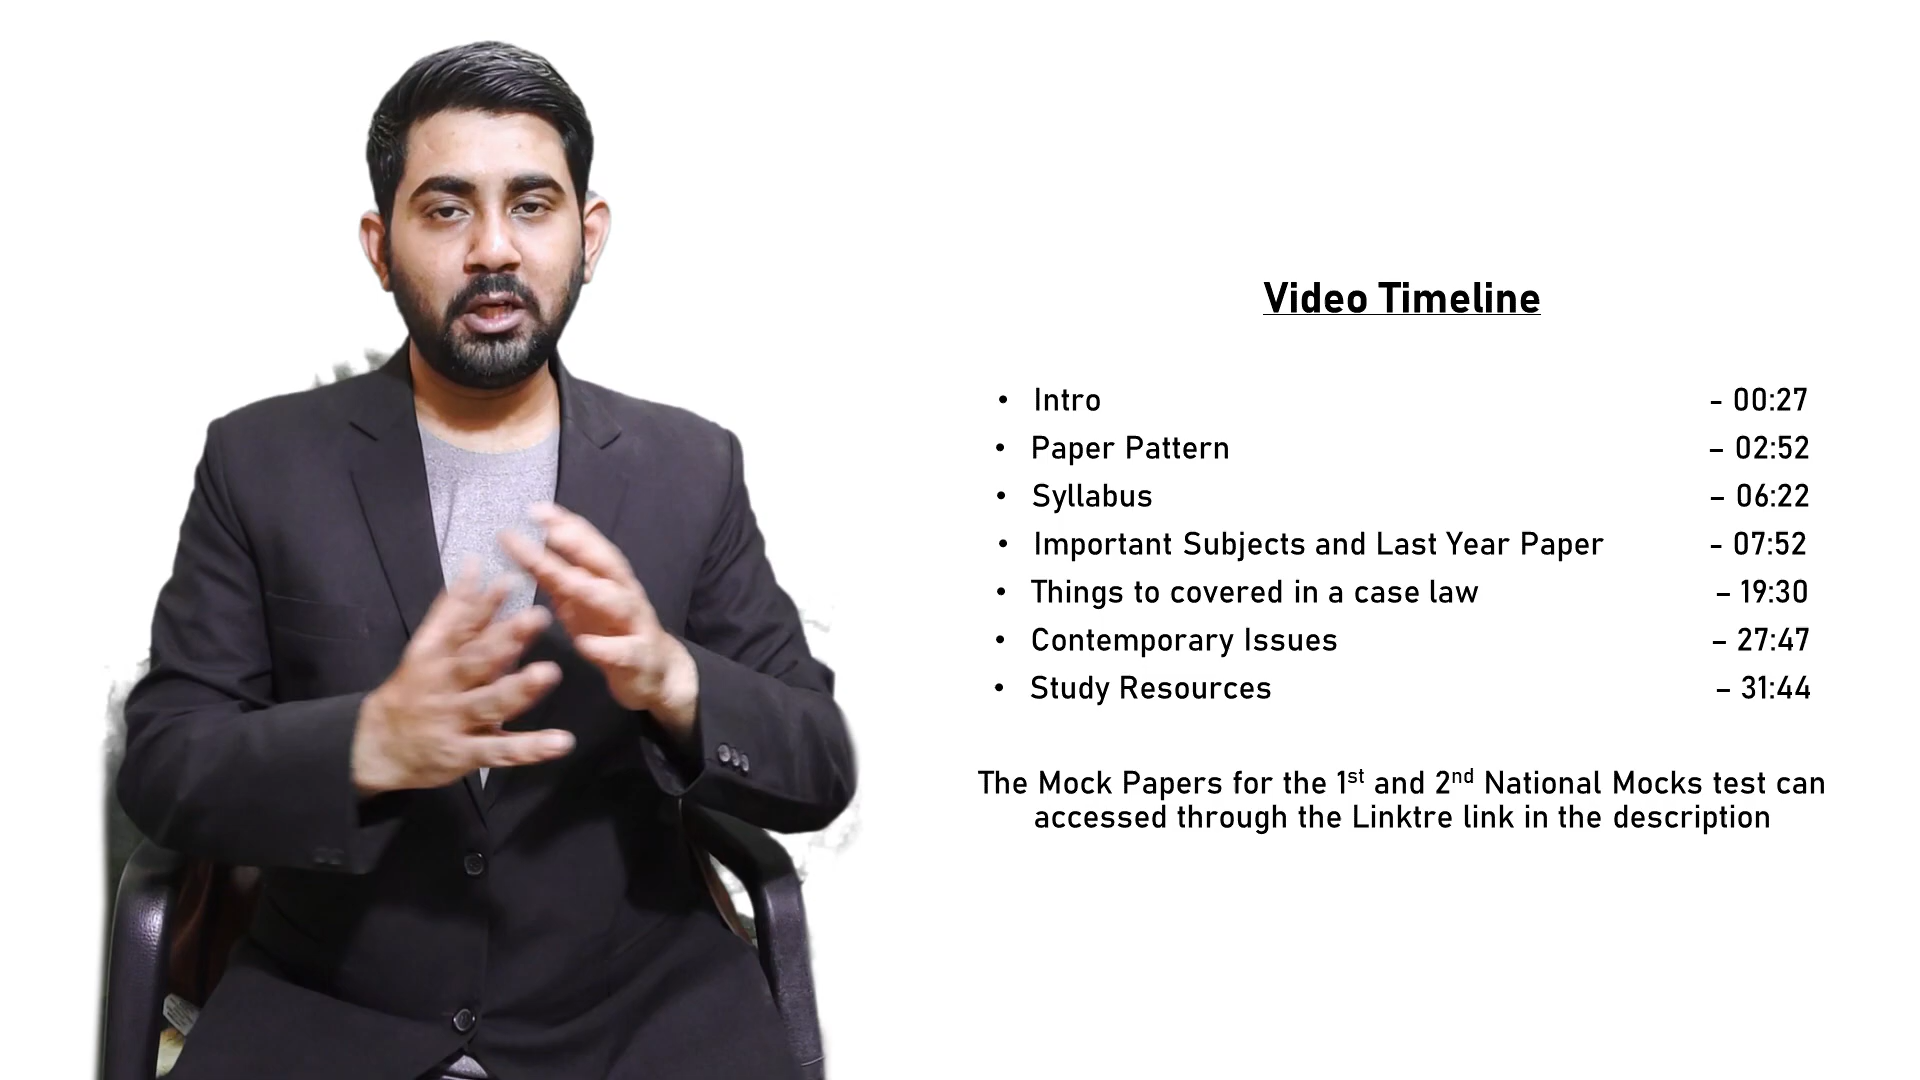 Video Timeline
• Intro – 00:27
• Paper Pattern – 02:52
• Syllabus – 06:22
• Important Subjects and Last Year Paper – 07:52
• Things to covered in a case law – 19:30
• Contemporary Issues – 27:47
• Study Resources – 31:44
The Mock Papers for the 1st and 2nd National Mocks test can
accessed through the Linktre link in the description